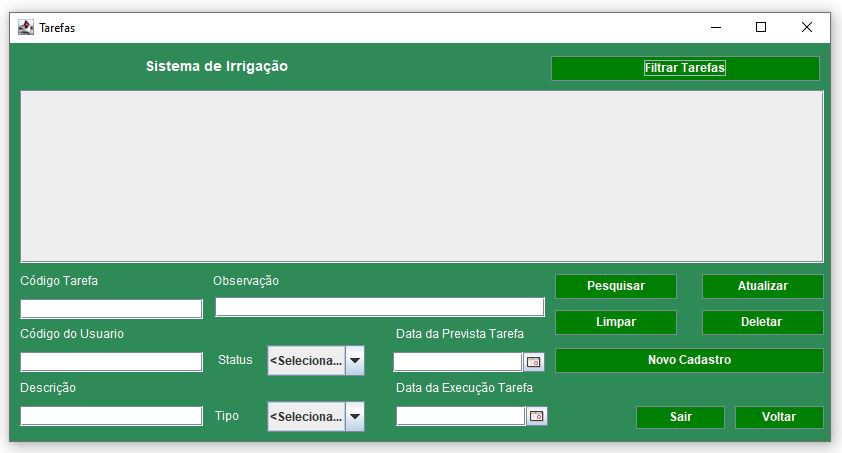 Tarefas
Sistema de Irrigação
Filtrar Tarefas
Código Tarefa
Observação
Pesquisar
Atualizar
Limpar
Deletar
Código do Usuario
Data da Prevista Tarefa
Status
<Seleciona...
Novo Cadastro
Descrição
Data da Execução Tarefa
Tipo
<Seleciona...
Sair
Voltar